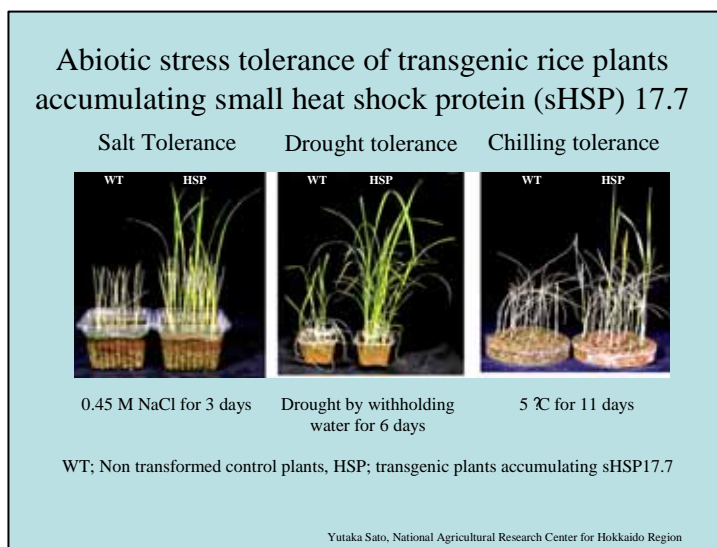 Abiotic stress tolerance of transgenic rice plants
accumulating small heat shock protein (sHSP) 17.7
Salt Tolerance
Drought tolerance
Chilling tolerance
WT HSP
WT HSP
WT HSP
0.45 M NaCl for 3 days
Drought by withholding
water for 6 days
5 ?C for 11 days
WT; Non transformed control plants, HSP; transgenic plants accumulating sHSP17.7
Yutaka Sato, National Agricultural Research Center for Hokkaido Region